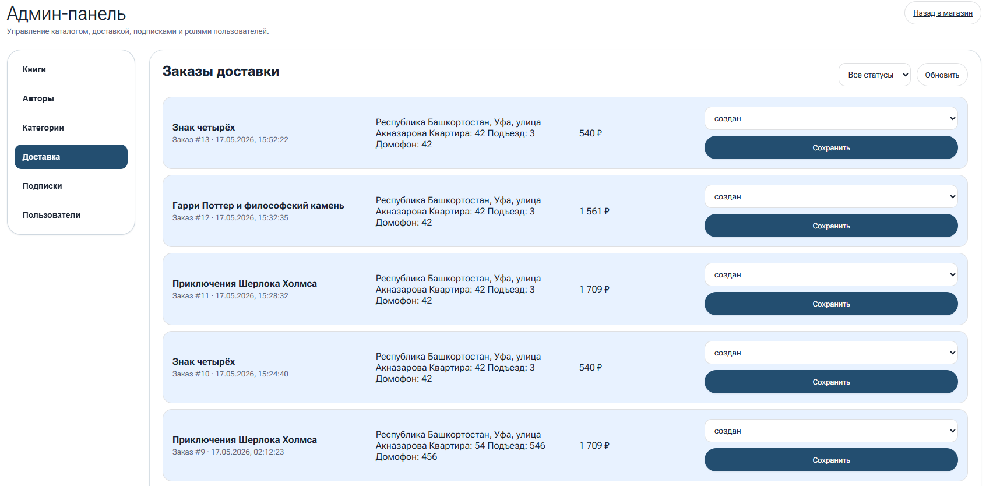 Админ-панель
Назад в магазин
Управление каталогом, доставкой, подписками и ролями пользователей.
Книги
Авторы
Категории
Доставка
Подписки
Пользователи
Заказы доставки
Все статусы
Обновить
Знак четырёх
Заказ #13 · 17.05.2026, 15:52:22
Республика Башкортостан, Уфа, улица
Акназарова Квартира: 42 Подъезд: 3
Домофон: 42
540 ₽
создан
Сохранить
Гарри Поттер и философский камень
Заказ #12 · 17.05.2026, 15:32:35
Республика Башкортостан, Уфа, улица
Акназарова Квартира: 42 Подъезд: 3
Домофон: 42
1 561 ₽
создан
Сохранить
Приключения Шерлока Холмса
Заказ #11 · 17.05.2026, 15:28:32
Республика Башкортостан, Уфа, улица
Акназарова Квартира: 42 Подъезд: 3
Домофон: 42
1 709 ₽
создан
Сохранить
Знак четырёх
Заказ #10 · 17.05.2026, 15:24:40
Республика Башкортостан, Уфа, улица
Акназарова Квартира: 42 Подъезд: 3
Домофон: 42
540 ₽
создан
Сохранить
Приключения Шерлока Холмса
Заказ #9 · 17.05.2026, 02:12:23
Республика Башкортостан, Уфа, улица
Акназарова Квартира: 54 Подъезд: 546
Домофон: 456
1 709 ₽
создан
Сохранить